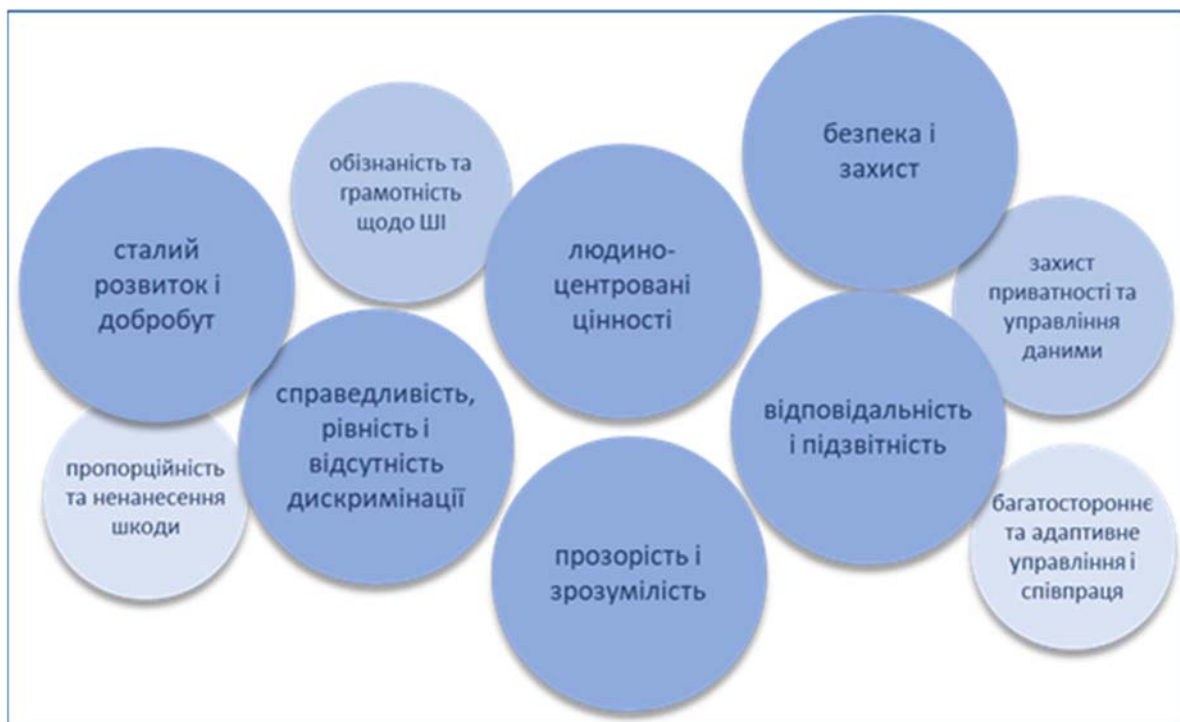 сталий
розвиток і
добробут
обізнаність та
грамотність
щодо ШІ
людино-
центровані
цінності
безпека і
захист
захист
приватності та
управління
даними
пропорційність
та ненанесення
шкоди
справедливість,
рівність і
відсутність
дискримінації
прозорість і
зрозумілість
відповідальність
і підзвітність
багатостороннє
та адаптивне
управління і
співпраця